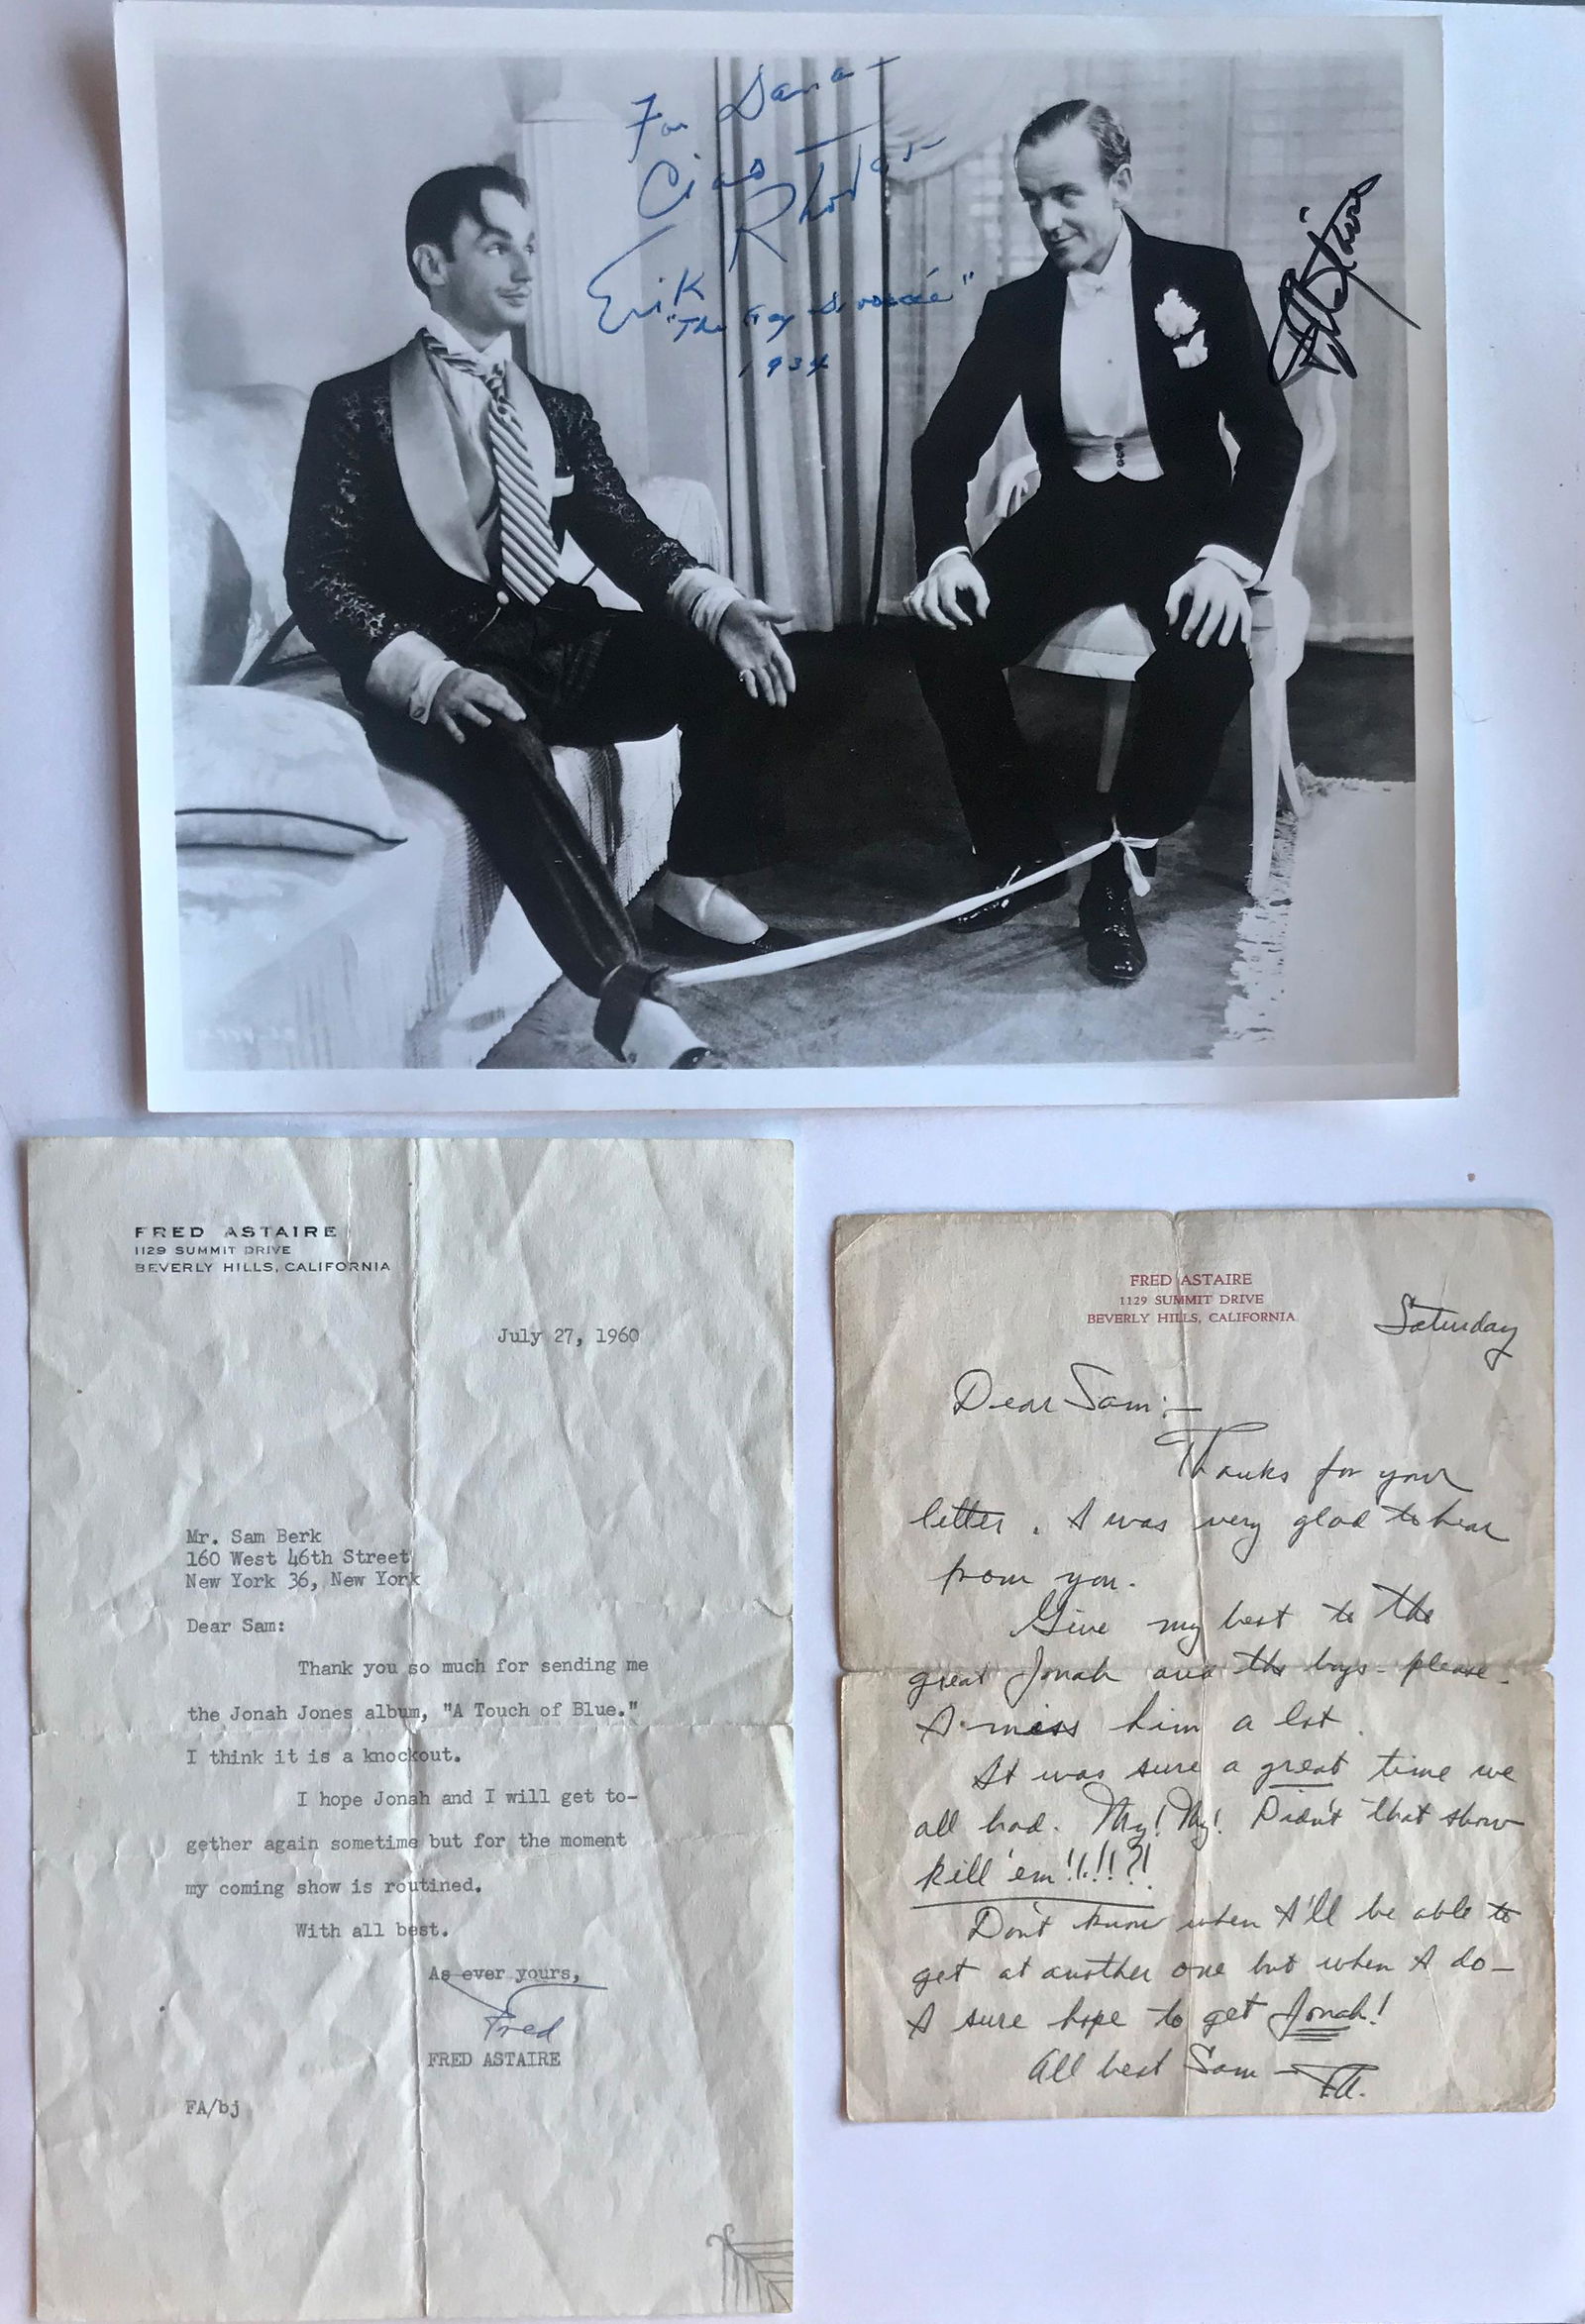 For Dana —
Ciao —
Erik Rhodes
"The Gay Divorcée"
1934
FRED ASTAIRE
1129 SUMMIT DRIVE
BEVERLY HILLS, CALIFORNIA
July 27, 1960
Mr. Sam Berk
160 West 46th Street
New York 36, New York
Dear Sam:
Thank you so much for sending me
the Jonah Jones album, "A Touch of Blue."
I think it is a knockout.
I hope Jonah and I will get to-
gether again sometime but for the moment
my coming show is routined.
With all best.
As ever yours,
Fred
FRED ASTAIRE
FA/bj
FRED ASTAIRE
1129 SUMMIT DRIVE
BEVERLY HILLS, CALIFORNIA
Saturday
Dear Sam:—
Thanks for your
letter. I was very glad to hear
from you.
Give my best to the
great Jonah and the boys - please.
I miss him a lot.
It was sure a great time we
all had. My! My! Didn't that show
kill 'em!!!!?!
Don't know when I'll be able to
get at another one but when I do —
I sure hope to get Jonah!
All best Sam — F.A.